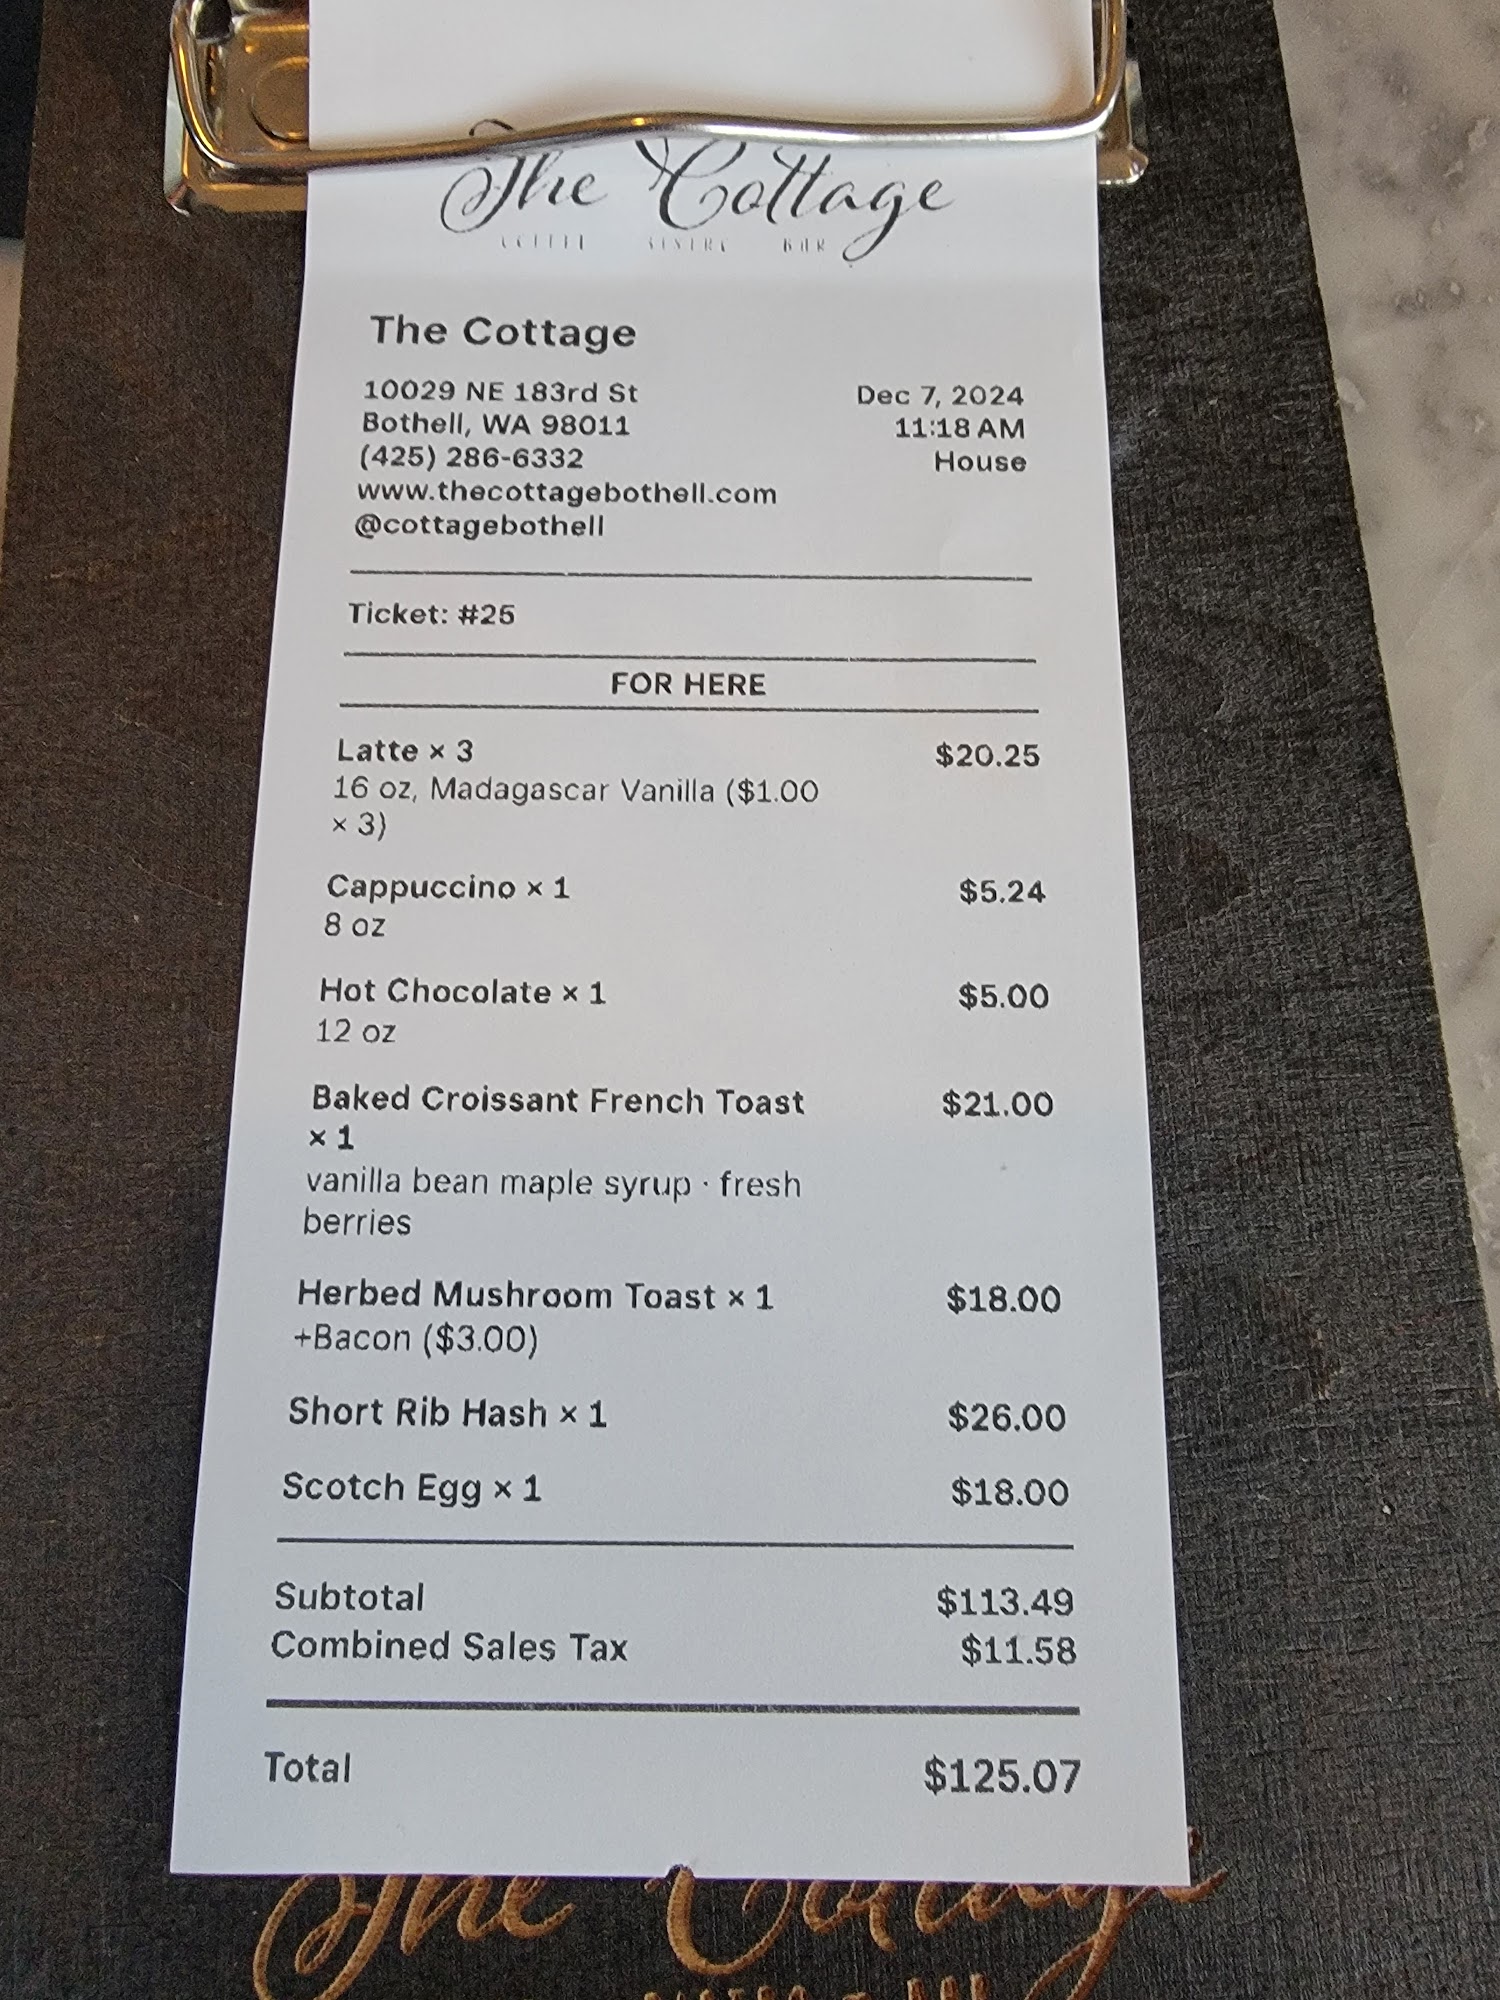 The Cottage
COFFEE BISTRO BAR
The Cottage
10029 NE 183rd St
Dec 7, 2024
Bothell, WA 98011
11:18 AM
(425) 286-6332
House
www.thecottagebothell.com
@cottagebothell
Ticket: #25
FOR HERE
Latte × 3 $20.25
16 oz, Madagascar Vanilla ($1.00
× 3)
Cappuccino × 1 $5.24
8 oz
Hot Chocolate × 1 $5.00
12 oz
Baked Croissant French Toast $21.00
× 1
vanilla bean maple syrup · fresh
berries
Herbed Mushroom Toast × 1 $18.00
+Bacon ($3.00)
Short Rib Hash × 1 $26.00
Scotch Egg × 1 $18.00
Subtotal $113.49
Combined Sales Tax $11.58
Total $125.07
The Cottage